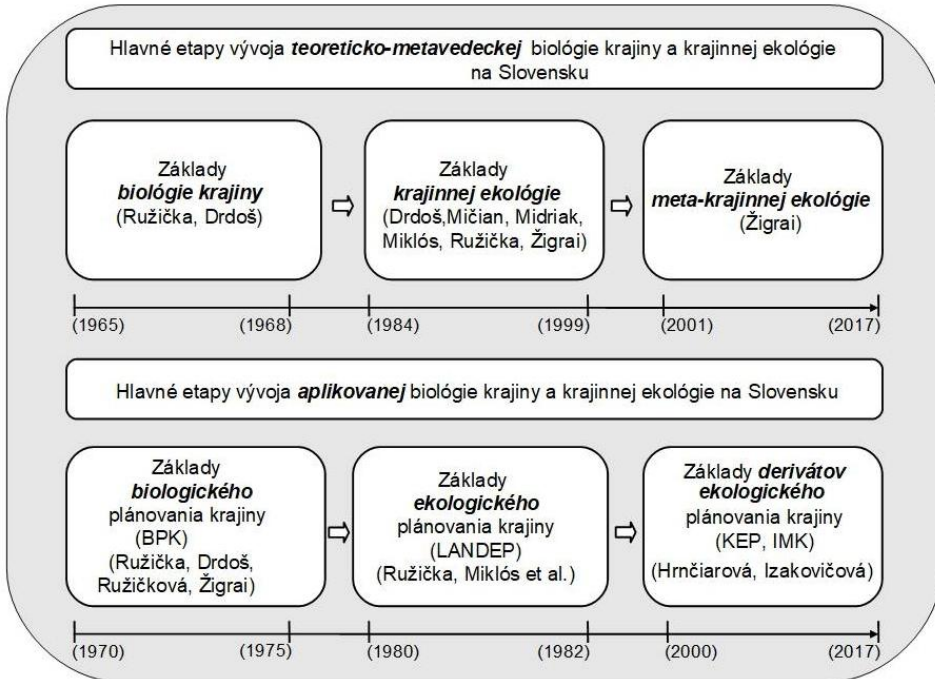 Hlavné etapy vývoja teoreticko-metavedeckej biológie krajiny a krajinnej ekológie
na Slovensku
Základy
biológie krajiny
(Ružička, Drdoš)
Základy
krajinnej ekológie
(Drdoš,Mičian, Midriak,
Miklós, Ružička, Žigrai)
Základy
meta-krajinnej ekológie
(Žigrai)
(1965) (1968) (1984) (1999) (2001) (2017)
Hlavné etapy vývoja aplikovanej biológie krajiny a krajinnej ekológie na Slovensku
Základy
biologického
plánovania krajiny
(BPK)
(Ružička, Drdoš,
Ružičková, Žigrai)
Základy
ekologického
plánovania krajiny
(LANDEP)
(Ružička, Miklós et al.)
Základy derivátov
ekologického
plánovania krajiny
(KEP, IMK)
(Hrnčiarová, Izakovičová)
(1970) (1975) (1980) (1982) (2000) (2017)